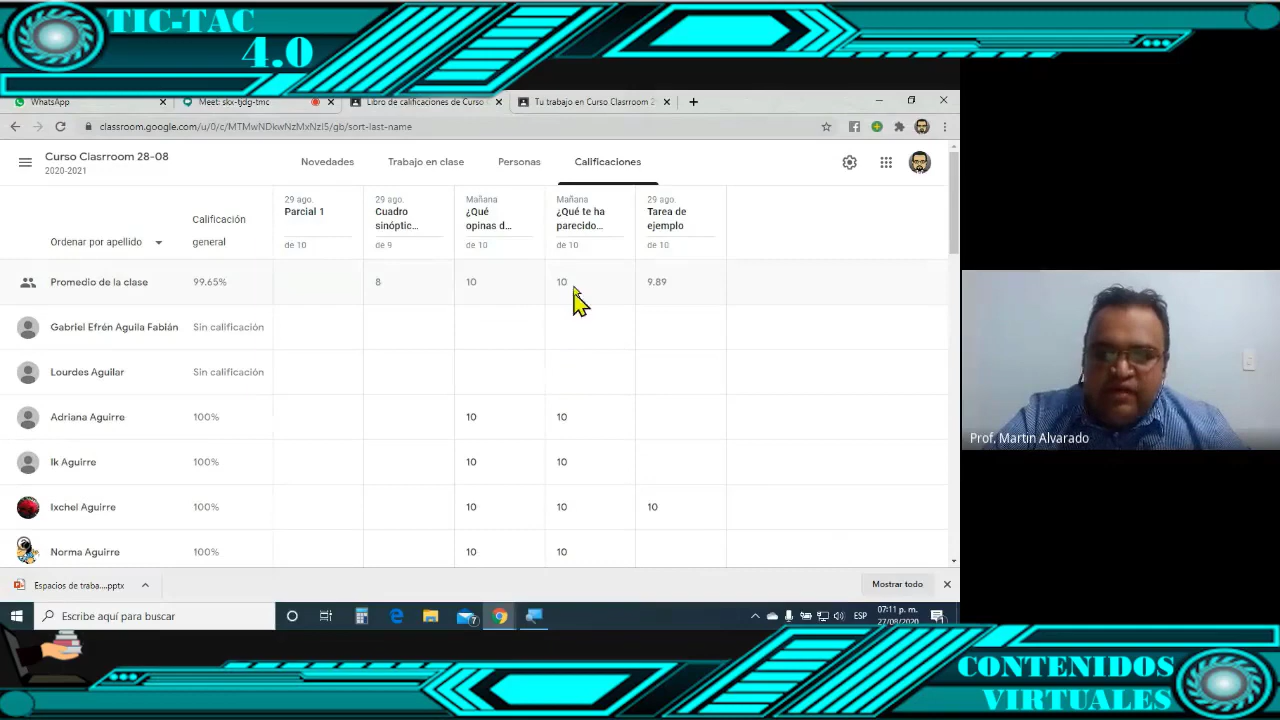 TIC-TAC
4.0
WhatsApp
Meet: skx-tjdg-tmc
Libro de calificaciones de Curso
Tu trabajo en Curso Clasrroom 2
classroom.google.com/u/0/c/MTMwNDkwNzMxNzI5/gb/sort-last-name
Curso Clasrroom 28-08
2020-2021
Novedades
Trabajo en clase
Personas
Calificaciones
Ordenar por apellido
Calificación
general
29 ago.
Parcial 1
de 10
29 ago.
Cuadro
sinóptic...
de 9
Mañana
¿Qué
opinas d...
de 10
Mañana
¿Qué te ha
parecido...
de 10
29 ago.
Tarea de
ejemplo
de 10
Promedio de la clase 99.65% 8 10 10 9.89
Gabriel Efrén Aguila Fabián Sin calificación
Lourdes Aguilar Sin calificación
Adriana Aguirre 100% 10 10
Ik Aguirre 100% 10 10
Ixchel Aguirre 100% 10 10 10
Norma Aguirre 100% 10 10
Prof. Martin Alvarado
Espacios de traba....pptx
Mostrar todo
Escribe aquí para buscar
7
ESP
07:11 p. m.
27/08/2020
CONTENIDOS
VIRTUALES